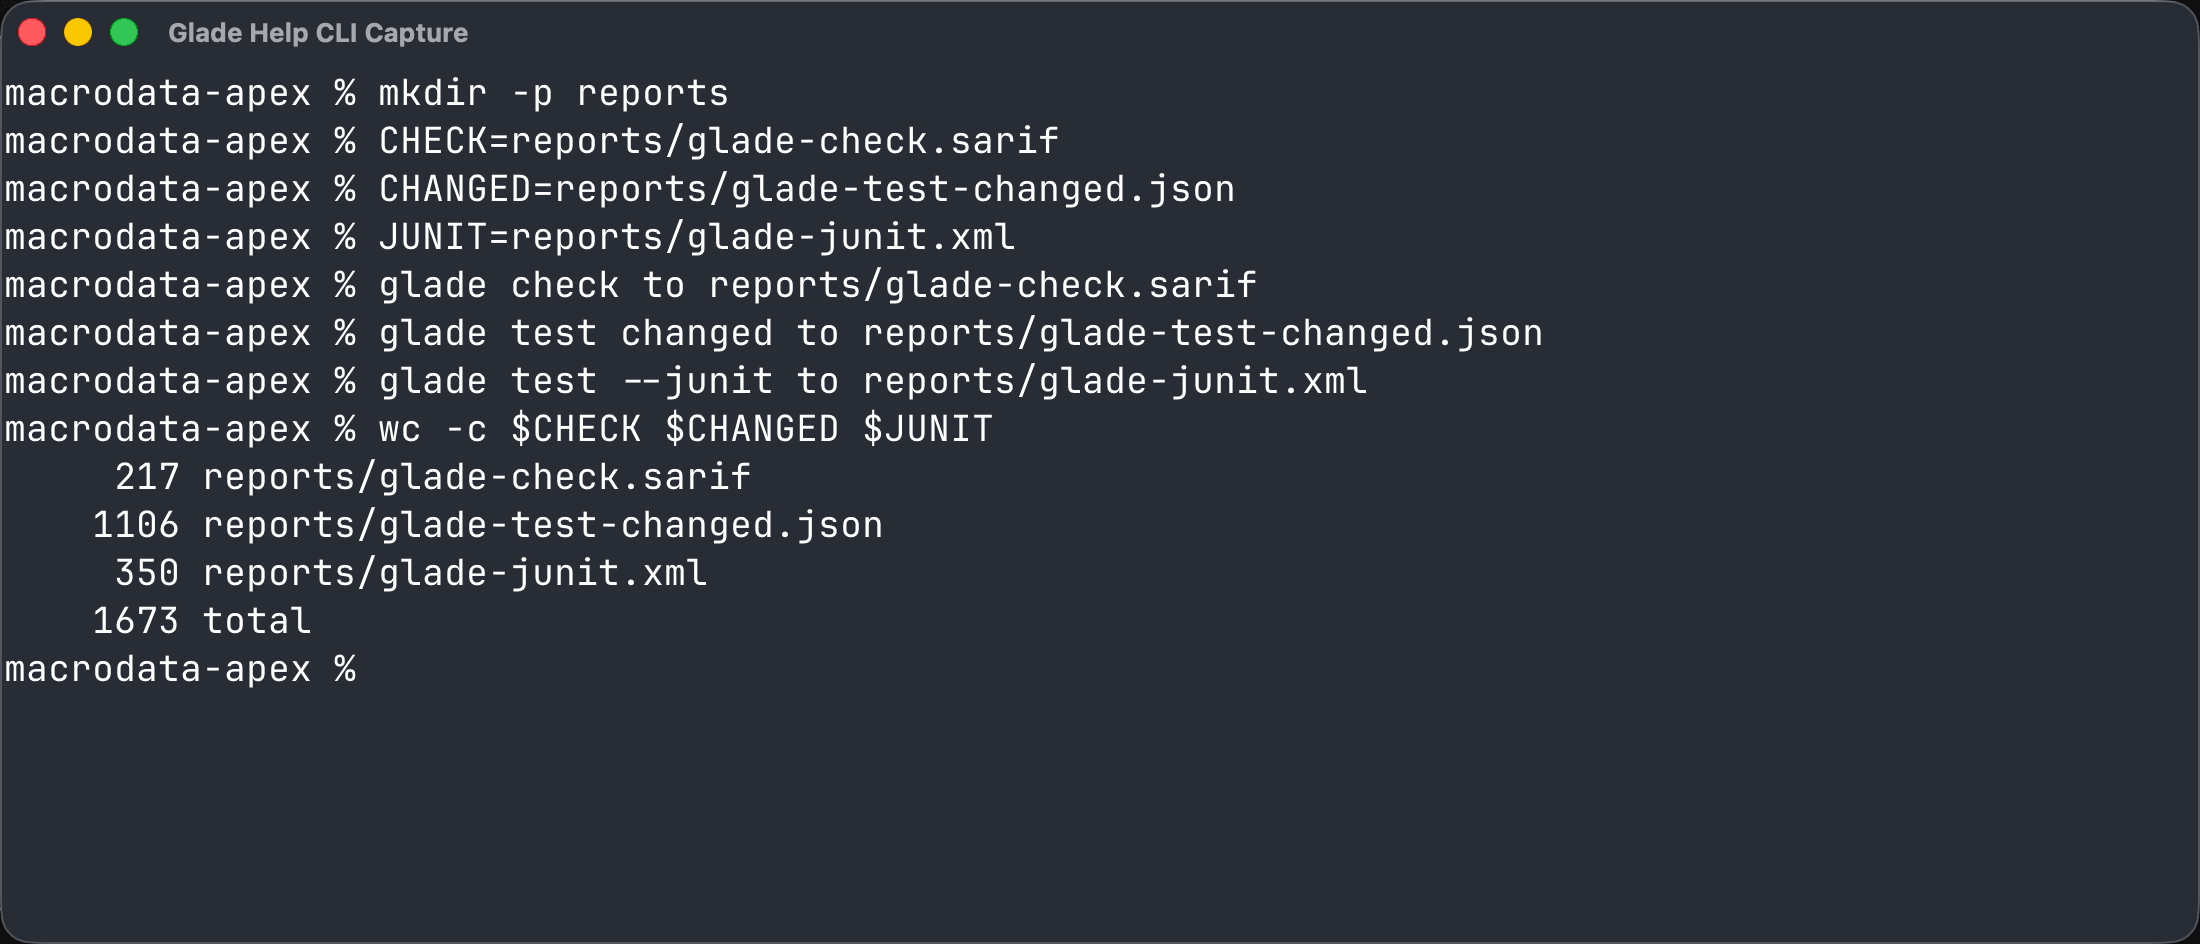 Glade Help CLI Capture
macrodata-apex % mkdir -p reports
macrodata-apex % CHECK=reports/glade-check.sarif
macrodata-apex % CHANGED=reports/glade-test-changed.json
macrodata-apex % JUNIT=reports/glade-junit.xml
macrodata-apex % glade check to reports/glade-check.sarif
macrodata-apex % glade test changed to reports/glade-test-changed.json
macrodata-apex % glade test --junit to reports/glade-junit.xml
macrodata-apex % wc -c $CHECK $CHANGED $JUNIT
     217 reports/glade-check.sarif
    1106 reports/glade-test-changed.json
     350 reports/glade-junit.xml
    1673 total
macrodata-apex %